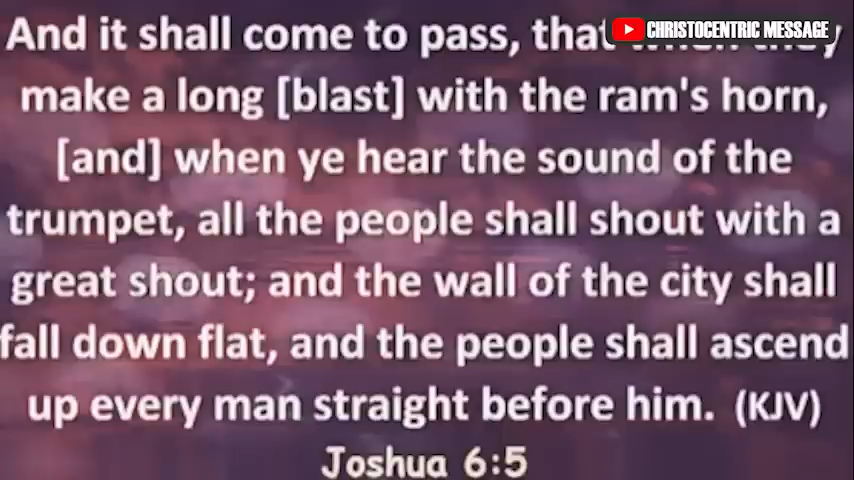 CHRISTOCENTRIC MESSAGE
And it shall come to pass, that when they
make a long [blast] with the ram's horn,
[and] when ye hear the sound of the
trumpet, all the people shall shout with a
great shout; and the wall of the city shall
fall down flat, and the people shall ascend
up every man straight before him. (KJV)
Joshua 6:5